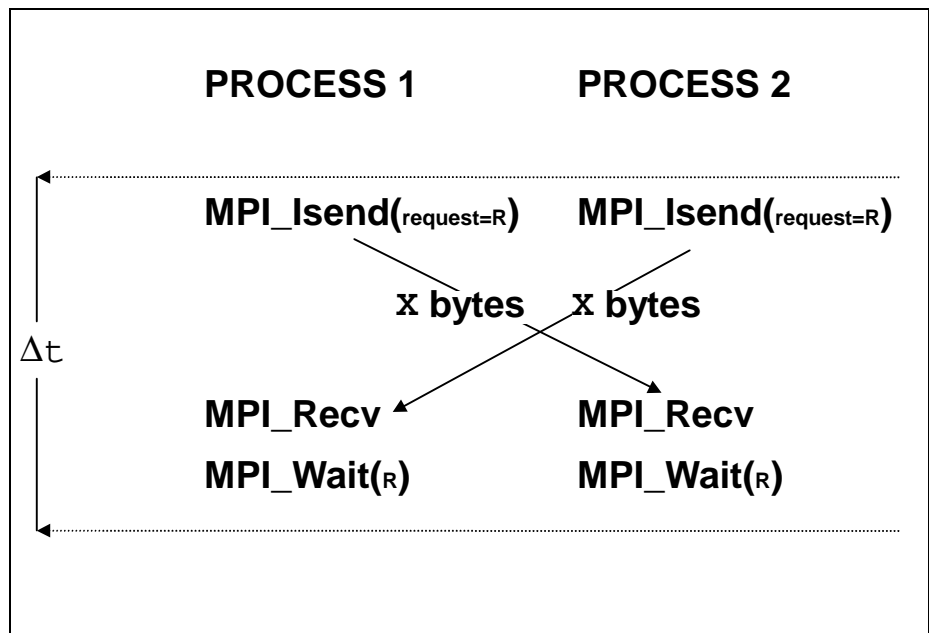 PROCESS 1 PROCESS 2
MPI_Isend(request=R) MPI_Isend(request=R)
X bytes X bytes
Δt
MPI_Recv MPI_Recv
MPI_Wait(R) MPI_Wait(R)